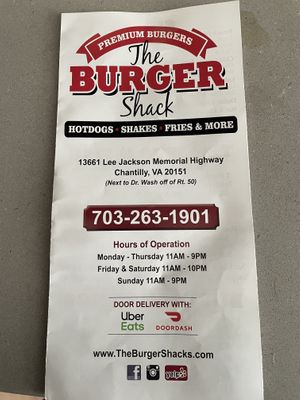 PREMIUM BURGERS
The
BURGER
Shack
HOTDOGS • SHAKES • FRIES & MORE
13661 Lee Jackson Memorial Highway
Chantilly, VA 20151
(Next to Dr. Wash off of Rt. 50)
703-263-1901
Hours of Operation
Monday - Thursday 11AM - 9PM
Friday & Saturday 11AM - 10PM
Sunday 11AM - 9PM
DOOR DELIVERY WITH:
Uber
Eats
DOORDASH
www.TheBurgerShacks.com
f
yelp